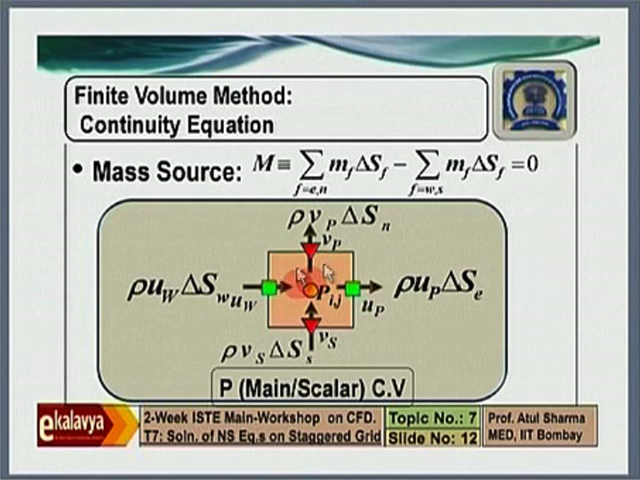 Finite Volume Method:
Continuity Equation
• Mass Source: M ≡ ∑ m_f ΔS_f − ∑ m_f ΔS_f = 0
f=e,n f=w,s
ρv_P ΔS_n
v_P
ρu_W ΔS_w u_W P_i,j u_P ρu_P ΔS_e
v_S
ρv_S ΔS_s
P (Main/Scalar) C.V
ekalavya
2-Week ISTE Main-Workshop on CFD.
T7: Soln. of NS Eq.s on Staggered Grid
Topic No.: 7
Slide No: 12
Prof. Atul Sharma
MED, IIT Bombay